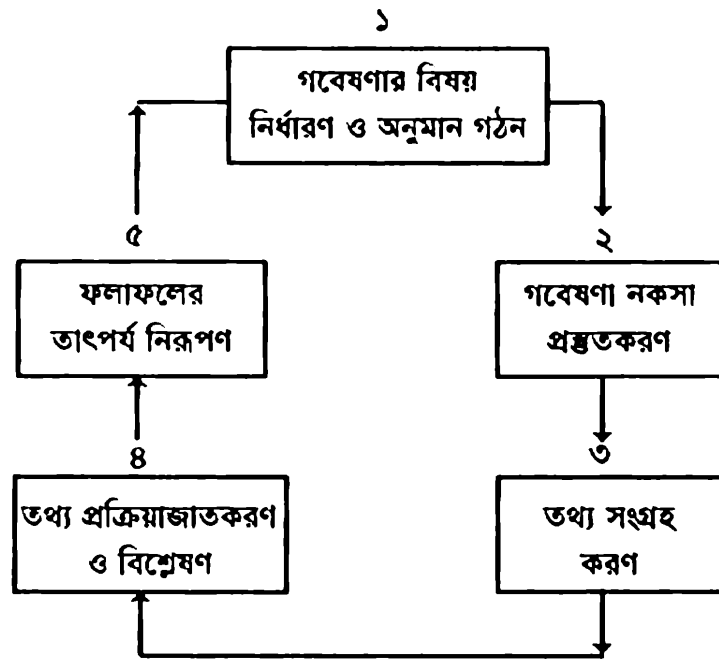 ১
গবেষণার বিষয়
নির্ধারণ ও অনুমান গঠন
২
গবেষণা নকসা
প্রস্তুতকরণ
৩
তথ্য সংগ্রহ
করণ
৪
তথ্য প্রক্রিয়াজাতকরণ
ও বিশ্লেষণ
৫
ফলাফলের
তাৎপর্য নিরূপণ